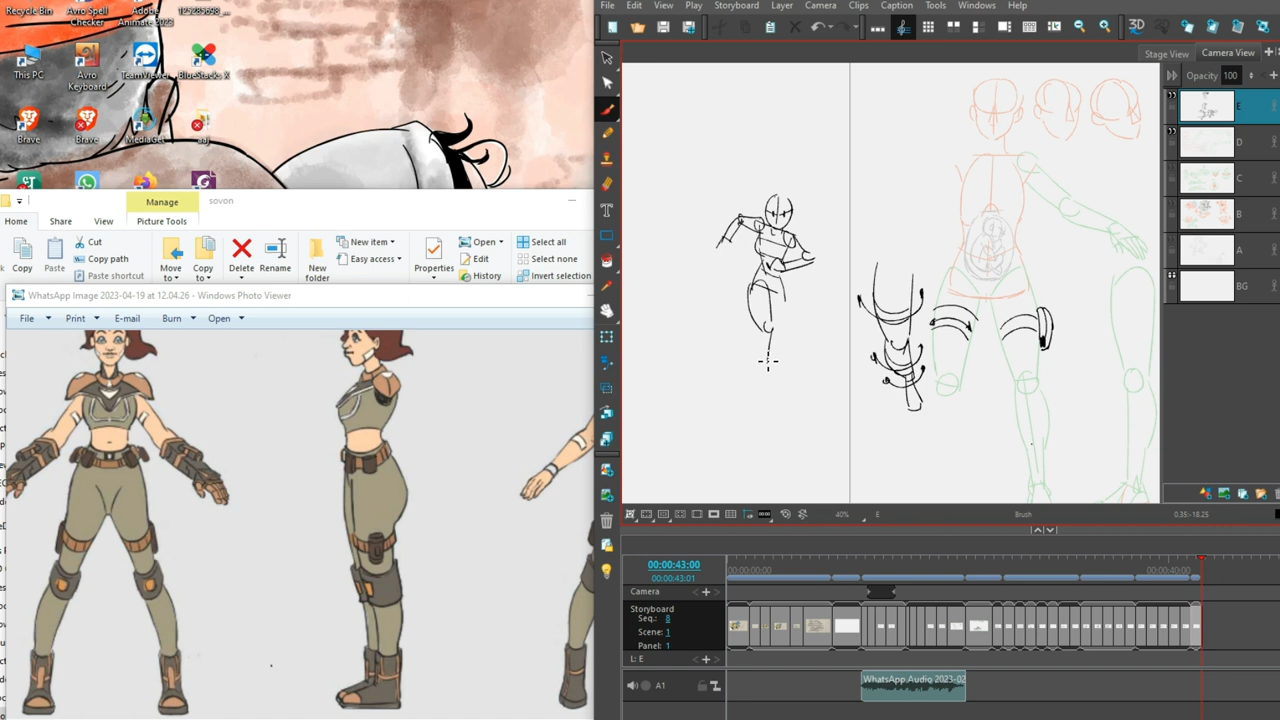 Recycle Bin
Avro Spell Checker
Adobe Animate 2023
125285698_...
This PC
Avro Keyboard
TeamViewer
BlueStacks X
Brave
Brave
MediaGet
Manage
sovon
Home
Share
View
Picture Tools
Copy
Paste
Cut
Copy path
Paste shortcut
Move to
Copy to
Delete
Rename
New folder
New item
Easy access
Properties
Open
Edit
History
Select all
Select none
Invert selection
WhatsApp Image 2023-04-19 at 12.04.26 - Windows Photo Viewer
File
Print
E-mail
Burn
Open
File
Edit
View
Play
Storyboard
Layer
Camera
Clips
Caption
Tools
Windows
Help
3D
Stage View
Camera View
Opacity 100
E
D
C
B
A
BG
40%
E
Brush
0.35,-18.25
00:00:43:00
00:00:43:01
00:00:00:00
00:00:40:00
Camera
Storyboard
Seq.: 8
Scene: 1
Panel: 1
L: E
A1
WhatsApp Audio 2023-02